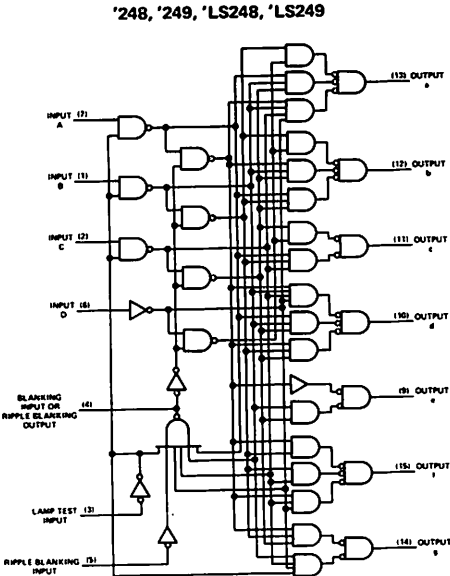 '248, '249, 'LS248, 'LS249
(13) OUTPUT
a
INPUT (7)
A
(12) OUTPUT
b
INPUT (1)
B
INPUT (2)
C
(11) OUTPUT
c
INPUT (6)
D
(10) OUTPUT
d
(9) OUTPUT
e
BLANKING
INPUT OR (4)
RIPPLE BLANKING
OUTPUT
(15) OUTPUT
f
LAMP TEST (3)
INPUT
(14) OUTPUT
g
RIPPLE BLANKING (5)
INPUT